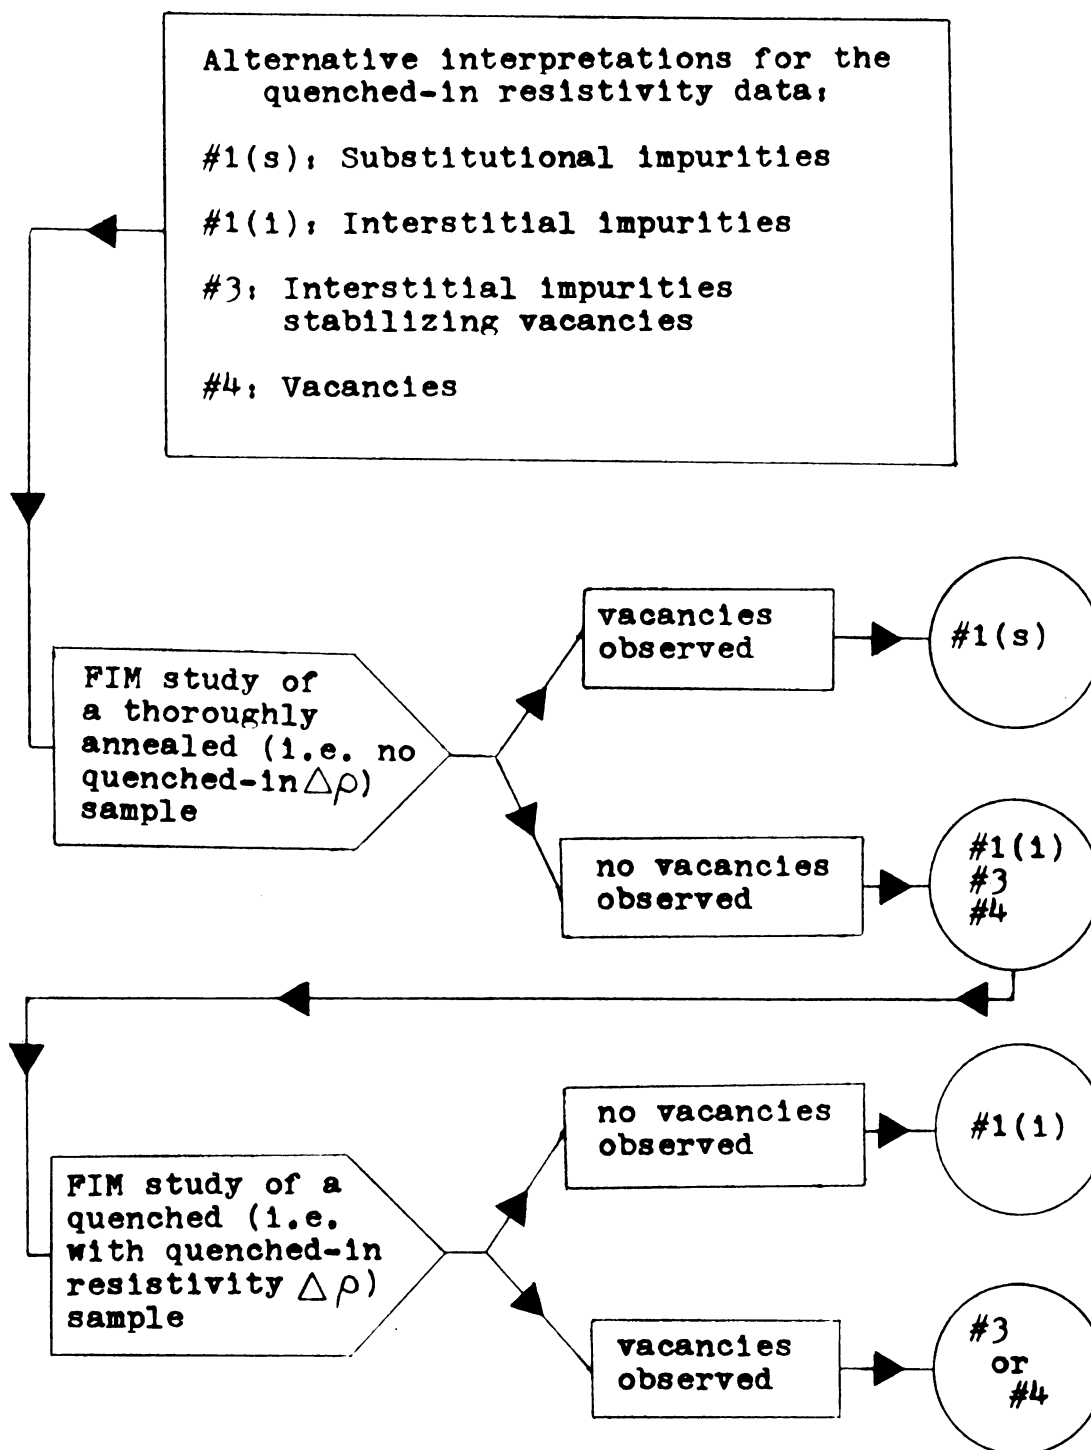 Alternative interpretations for the
quenched-in resistivity data:
#1(s): Substitutional impurities
#1(i): Interstitial impurities
#3: Interstitial impurities
stabilizing vacancies
#4: Vacancies
vacancies
observed
#1(s)
FIM study of
a thoroughly
annealed (i.e. no
quenched-in Δρ)
sample
no vacancies
observed
#1(i)
#3
#4
no vacancies
observed
#1(i)
FIM study of a
quenched (i.e.
with quenched-in
resistivity Δρ)
sample
vacancies
observed
#3
or
#4